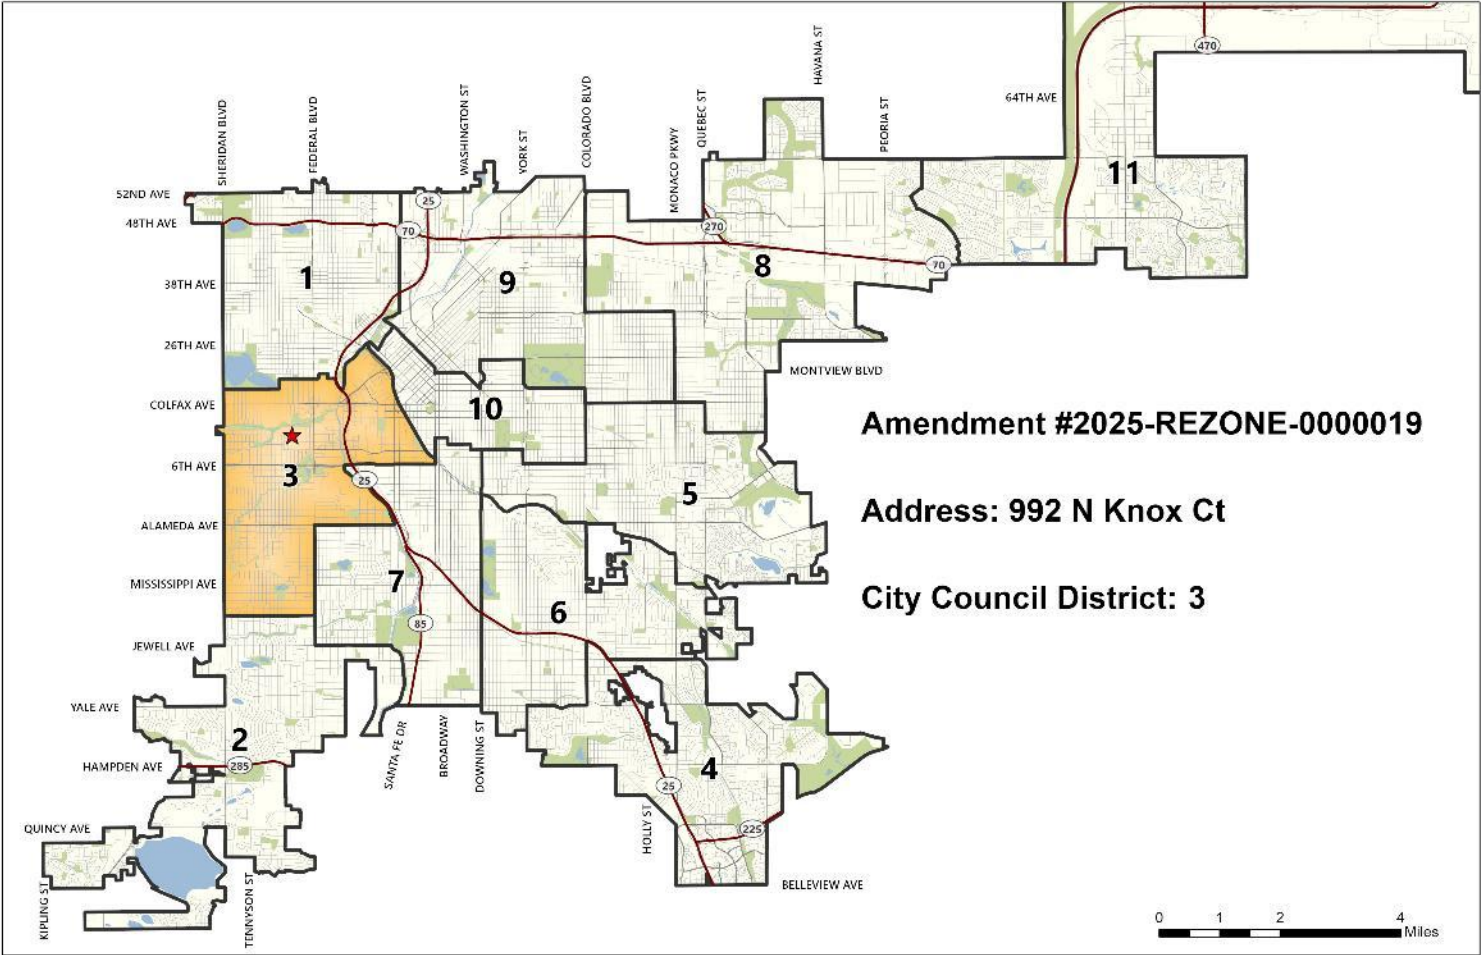 HAVANA ST
470
64TH AVE
SHERIDAN BLVD
FEDERAL BLVD
WASHINGTON ST
YORK ST
COLORADO BLVD
MONACO PKWY
QUEBEC ST
PEORIA ST
11
52ND AVE
25
48TH AVE
70
270
70
1
9
8
38TH AVE
26TH AVE
MONTVIEW BLVD
COLFAX AVE
10
Amendment #2025-REZONE-0000019
6TH AVE
3
25
5
Address: 992 N Knox Ct
ALAMEDA AVE
MISSISSIPPI AVE
7
6
City Council District: 3
85
JEWELL AVE
YALE AVE
2
SANTA FE DR
BROADWAY
DOWNING ST
HAMPDEN AVE
285
4
25
QUINCY AVE
HOLLY ST
225
KIPLING ST
TENNYSON ST
BELLEVIEW AVE
0 1 2 4
Miles